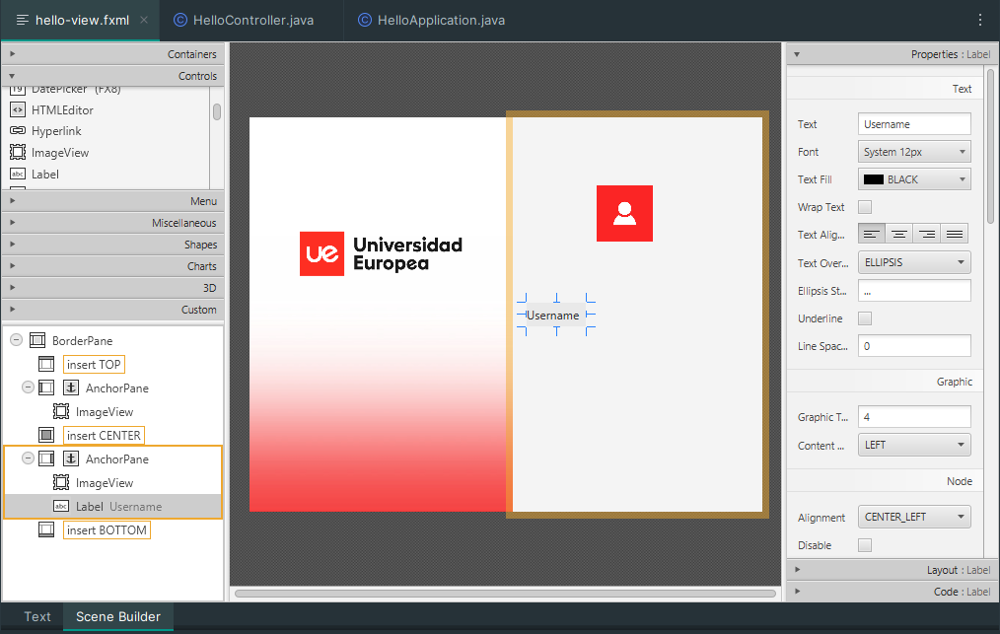 hello-view.fxml HelloController.java HelloApplication.java
Containers
Controls
DatePicker (FX8)
HTMLEditor
Hyperlink
ImageView
Label
Menu
Miscellaneous
Shapes
Charts
3D
Custom
BorderPane
insert TOP
AnchorPane
ImageView
insert CENTER
AnchorPane
ImageView
Label Username
insert BOTTOM
ue Universidad
Europea
Username
Properties : Label
Text
Text Username
Font System 12px
Text Fill BLACK
Wrap Text
Text Alig...
Text Over... ELLIPSIS
Ellipsis St... ...
Underline
Line Spac... 0
Graphic
Graphic T... 4
Content ... LEFT
Node
Alignment CENTER_LEFT
Disable
Layout : Label
Code : Label
Text Scene Builder